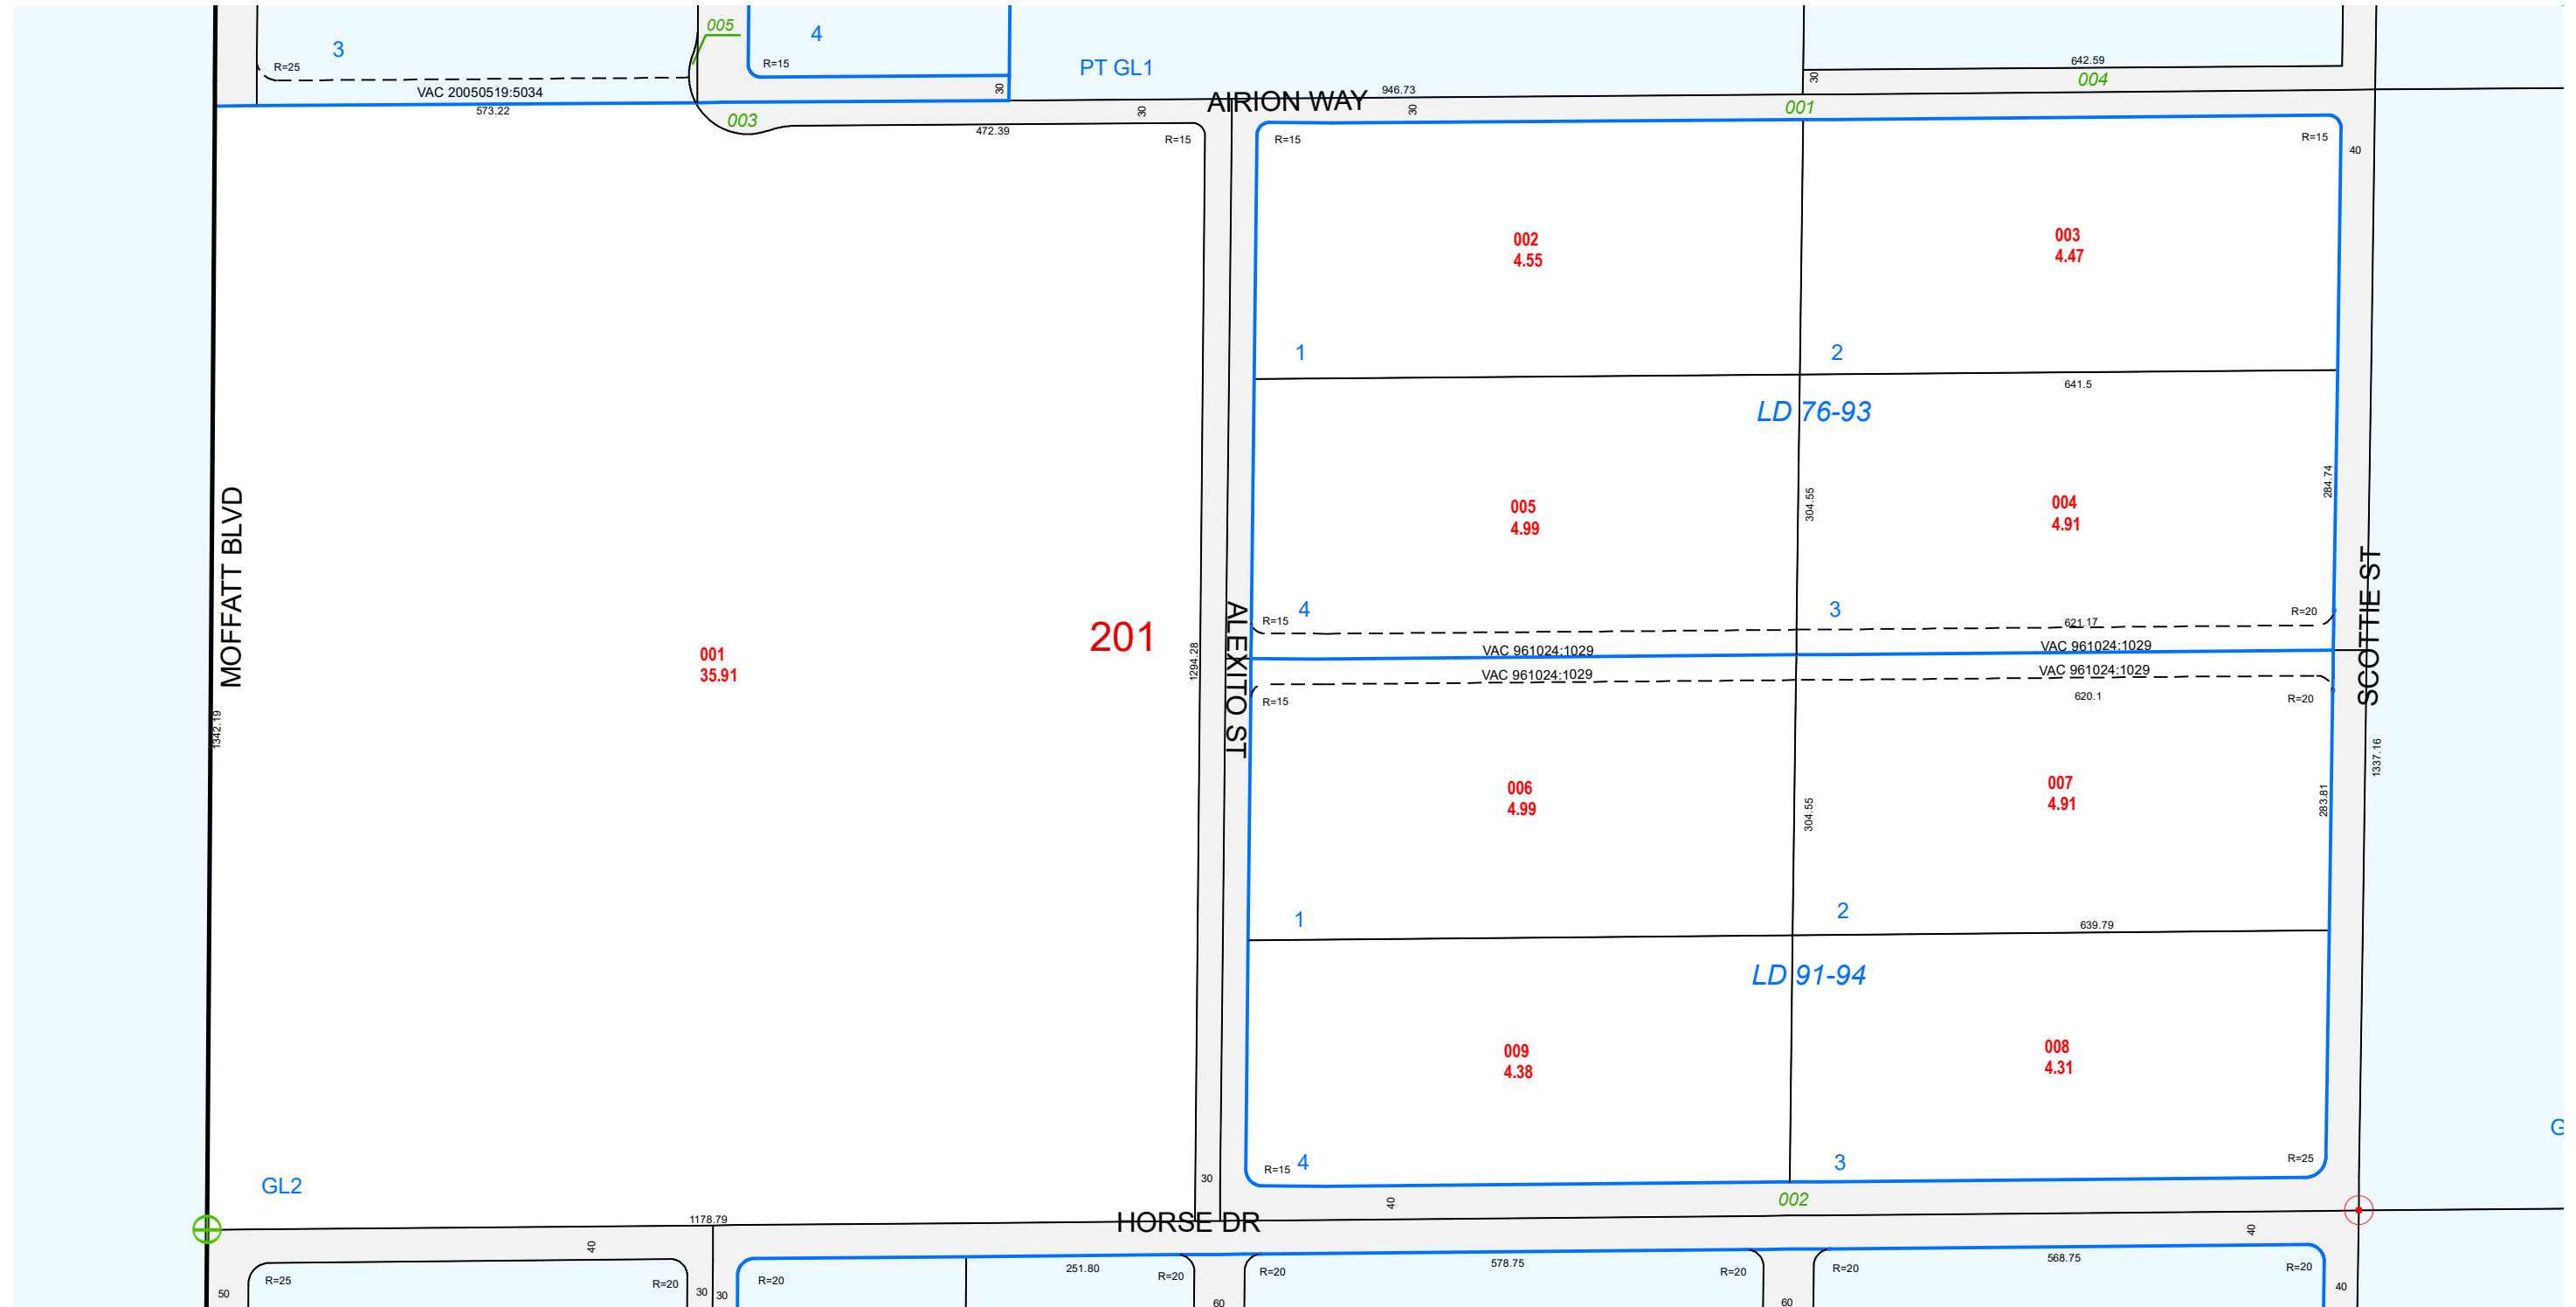 005
3
4
R=25
R=15
PT GL1
642.59
30
004
VAC 20050519:5034
30
946.73
AIRION WAY
573.22
003
30
30
001
472.39
R=15
R=15
R=15
40
002
4.55
003
4.47
1
2
641.5
LD 76-93
284.74
304.55
005
4.99
004
4.91
MOFFATT BLVD
SCOTTIE ST
4
3
R=15
R=20
621.17
201
ALEXITO ST
1294.28
001
35.91
VAC 961024:1029
VAC 961024:1029
VAC 961024:1029
VAC 961024:1029
R=15
620.1
R=20
1342.19
1337.16
006
4.99
007
4.91
304.55
283.81
1
2
639.79
LD 91-94
009
4.38
008
4.31
G
R=15
4
3
R=25
GL2
30
40
002
1178.79
HORSE DR
40
40
251.80
578.75
568.75
R=25
R=20
R=20
R=20
R=20
R=20
R=20
R=20
50
30
30
60
60
40